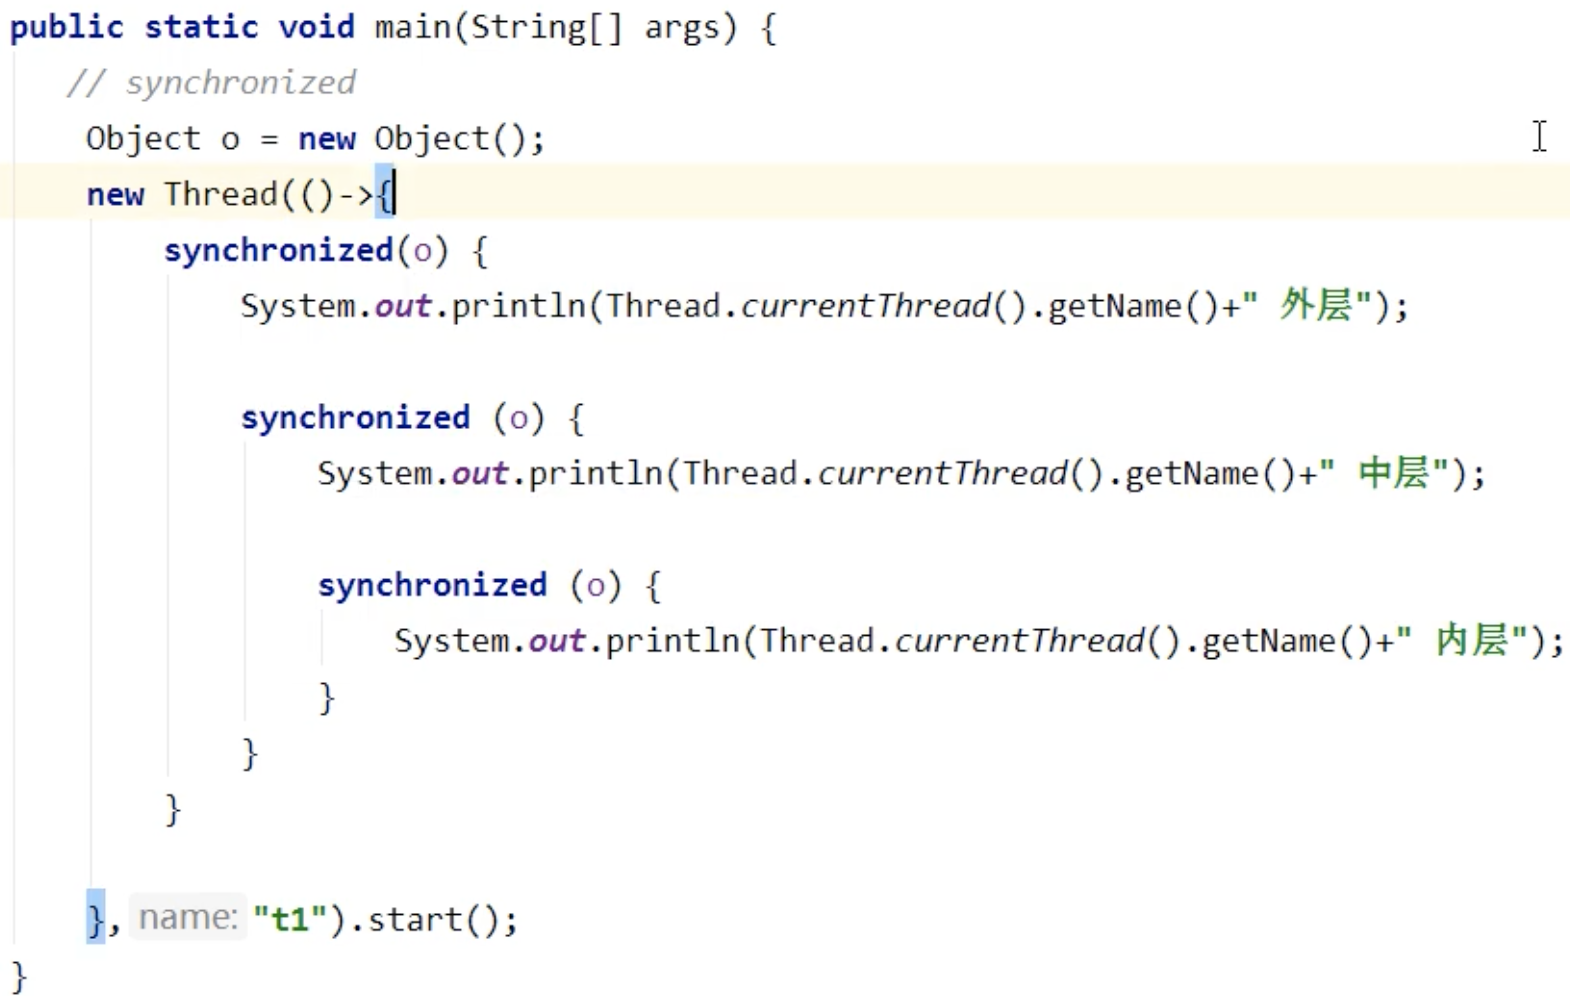 public static void main(String[] args) {
// synchronized
Object o = new Object();
new Thread(()->{
synchronized(o) {
System.out.println(Thread.currentThread().getName()+" 外层");
synchronized (o) {
System.out.println(Thread.currentThread().getName()+" 中层");
synchronized (o) {
System.out.println(Thread.currentThread().getName()+" 内层");
}
}
}
}, name: "t1").start();
}